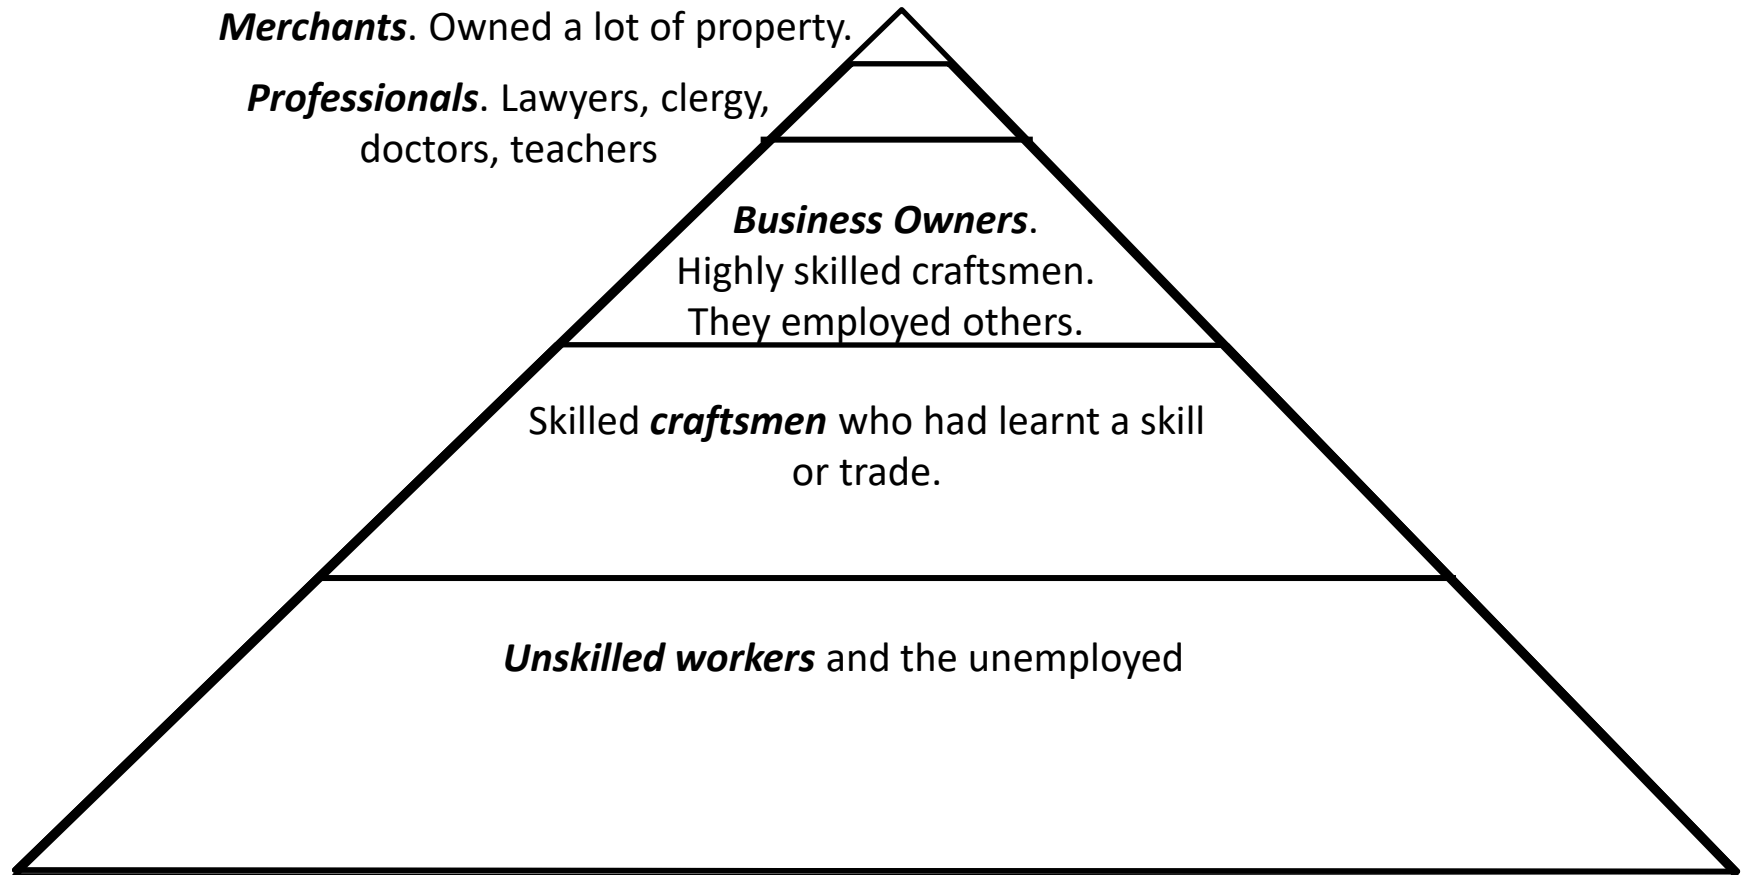 Merchants. Owned a lot of property.
Professionals. Lawyers, clergy,
doctors, teachers
Business Owners.
Highly skilled craftsmen.
They employed others.
Skilled craftsmen who had learnt a skill
or trade.
Unskilled workers and the unemployed